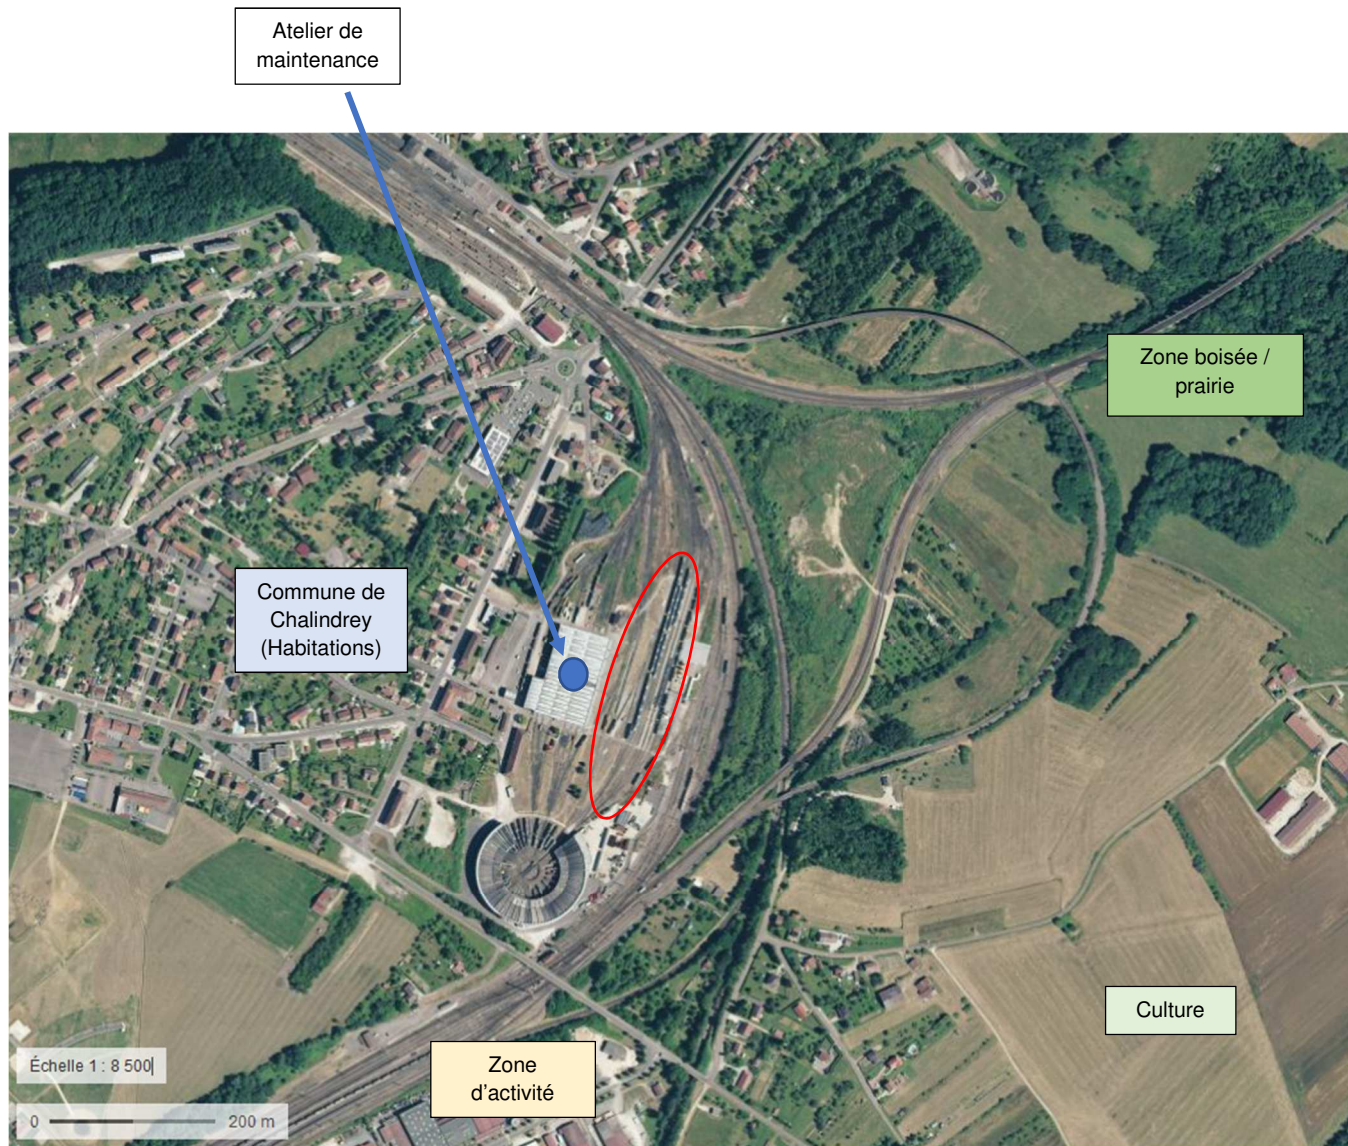 Atelier de
maintenance
Zone boisée /
prairie
Commune de
Chalindrey
(Habitations)
Culture
Zone
d'activité
Échelle 1 : 8 500
0 200 m